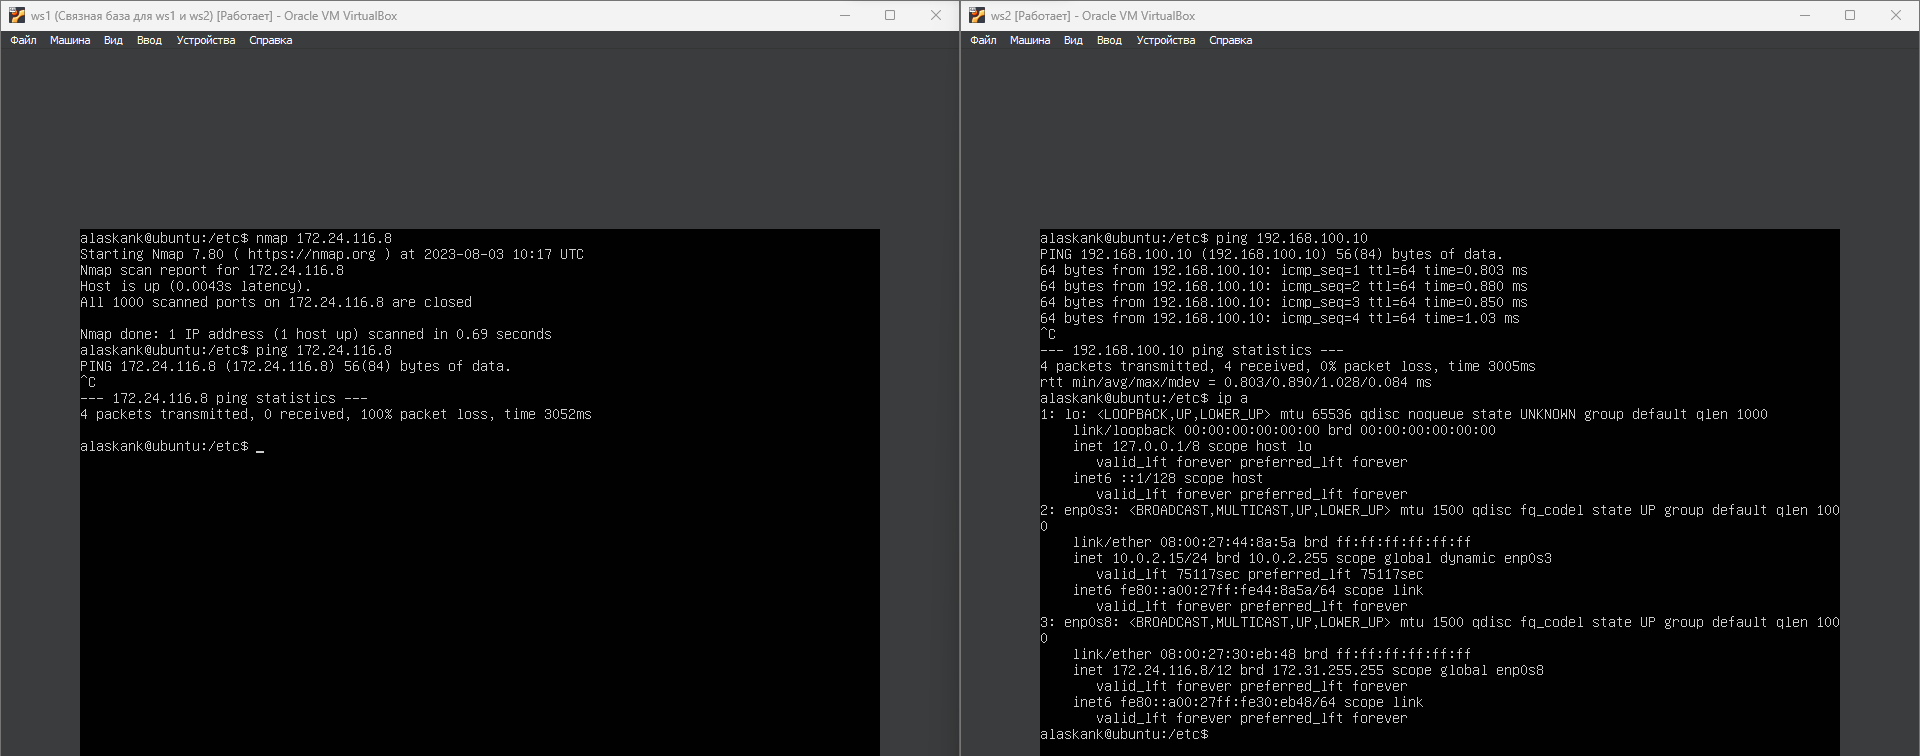 ws1 (Связная база для ws1 и ws2) [Работает] - Oracle VM VirtualBox
Файл Машина Вид Ввод Устройства Справка
alaskank@ubuntu:/etc$ nmap 172.24.116.8
Starting Nmap 7.80 ( https://nmap.org ) at 2023-08-03 10:17 UTC
Nmap scan report for 172.24.116.8
Host is up (0.0043s latency).
All 1000 scanned ports on 172.24.116.8 are closed
Nmap done: 1 IP address (1 host up) scanned in 0.69 seconds
alaskank@ubuntu:/etc$ ping 172.24.116.8
PING 172.24.116.8 (172.24.116.8) 56(84) bytes of data.
^C
--- 172.24.116.8 ping statistics ---
4 packets transmitted, 0 received, 100% packet loss, time 3052ms
alaskank@ubuntu:/etc$ _
ws2 [Работает] - Oracle VM VirtualBox
Файл Машина Вид Ввод Устройства Справка
alaskank@ubuntu:/etc$ ping 192.168.100.10
PING 192.168.100.10 (192.168.100.10) 56(84) bytes of data.
64 bytes from 192.168.100.10: icmp_seq=1 ttl=64 time=0.803 ms
64 bytes from 192.168.100.10: icmp_seq=2 ttl=64 time=0.880 ms
64 bytes from 192.168.100.10: icmp_seq=3 ttl=64 time=0.850 ms
64 bytes from 192.168.100.10: icmp_seq=4 ttl=64 time=1.03 ms
^C
--- 192.168.100.10 ping statistics ---
4 packets transmitted, 4 received, 0% packet loss, time 3005ms
rtt min/avg/max/mdev = 0.803/0.890/1.028/0.084 ms
alaskank@ubuntu:/etc$ ip a
1: lo: <LOOPBACK,UP,LOWER_UP> mtu 65536 qdisc noqueue state UNKNOWN group default qlen 1000
link/loopback 00:00:00:00:00:00 brd 00:00:00:00:00:00
inet 127.0.0.1/8 scope host lo
valid_lft forever preferred_lft forever
inet6 ::1/128 scope host
valid_lft forever preferred_lft forever
2: enp0s3: <BROADCAST,MULTICAST,UP,LOWER_UP> mtu 1500 qdisc fq_codel state UP group default qlen 100
0
link/ether 08:00:27:44:8a:5a brd ff:ff:ff:ff:ff:ff
inet 10.0.2.15/24 brd 10.0.2.255 scope global dynamic enp0s3
valid_lft 75117sec preferred_lft 75117sec
inet6 fe80::a00:27ff:fe44:8a5a/64 scope link
valid_lft forever preferred_lft forever
3: enp0s8: <BROADCAST,MULTICAST,UP,LOWER_UP> mtu 1500 qdisc fq_codel state UP group default qlen 100
0
link/ether 08:00:27:30:eb:48 brd ff:ff:ff:ff:ff:ff
inet 172.24.116.8/12 brd 172.31.255.255 scope global enp0s8
valid_lft forever preferred_lft forever
inet6 fe80::a00:27ff:fe30:eb48/64 scope link
valid_lft forever preferred_lft forever
alaskank@ubuntu:/etc$